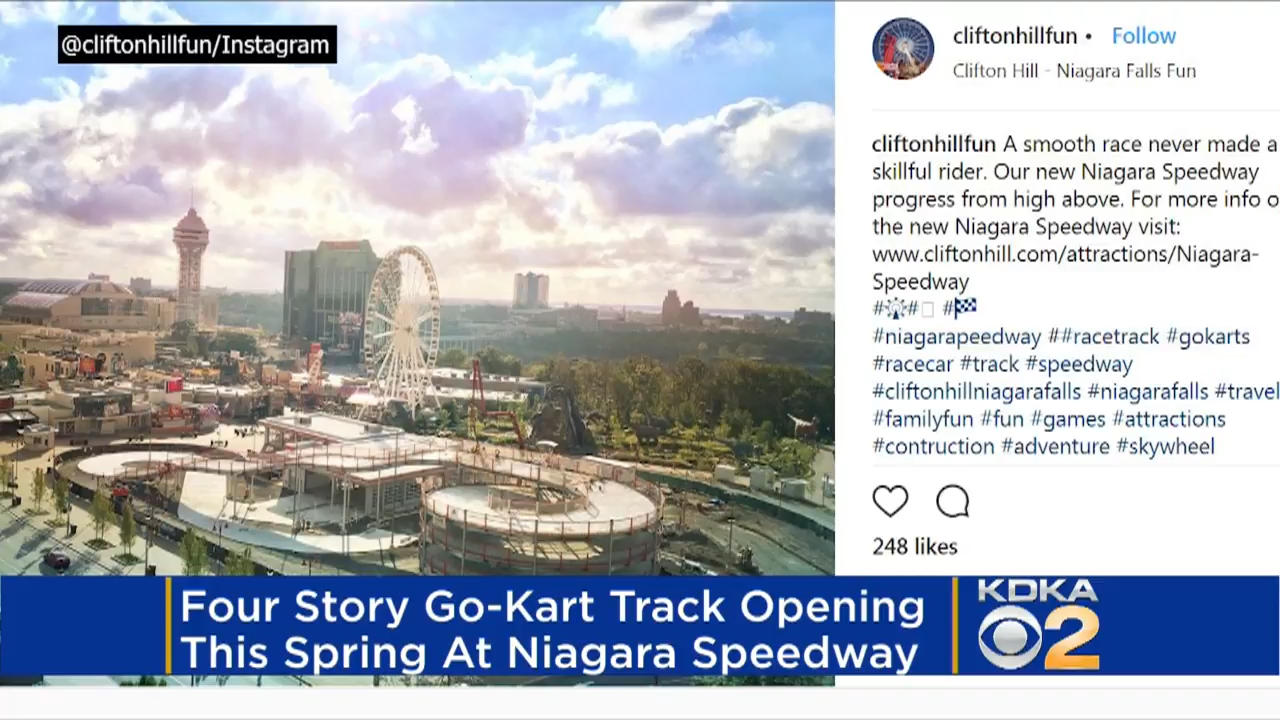 @cliftonhillfun/Instagram
cliftonhillfun • Follow
Clifton Hill - Niagara Falls Fun
cliftonhillfun A smooth race never made a
skillful rider. Our new Niagara Speedway
progress from high above. For more info o
the new Niagara Speedway visit:
www.cliftonhill.com/attractions/Niagara-
Speedway
#🎡#▯ #🏁
#niagarapeedway ##racetrack #gokarts
#racecar #track #speedway
#cliftonhillniagarafalls #niagarafalls #travel
#familyfun #fun #games #attractions
#contruction #adventure #skywheel
248 likes
Four Story Go-Kart Track Opening
This Spring At Niagara Speedway
KDKA
2